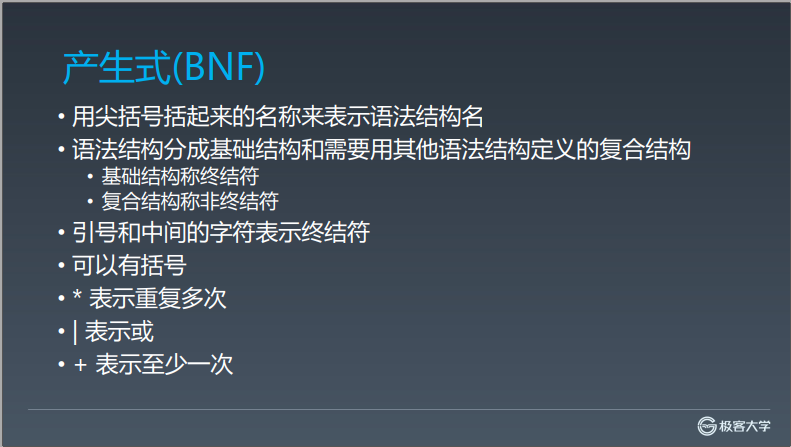 产生式(BNF)
• 用尖括号括起来的名称来表示语法结构名
• 语法结构分成基础结构和需要用其他语法结构定义的复合结构
• 基础结构称终结符
• 复合结构称非终结符
• 引号和中间的字符表示终结符
• 可以有括号
• * 表示重复多次
• | 表示或
• + 表示至少一次
极客大学